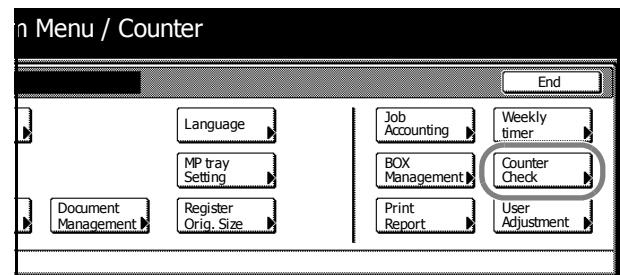 Menu / Counter
End
Language
Job
Accounting
Weekly
timer
MP tray
Setting
BOX
Management
Counter
Check
Document
Management
Register
Orig. Size
Print
Report
User
Adjustment